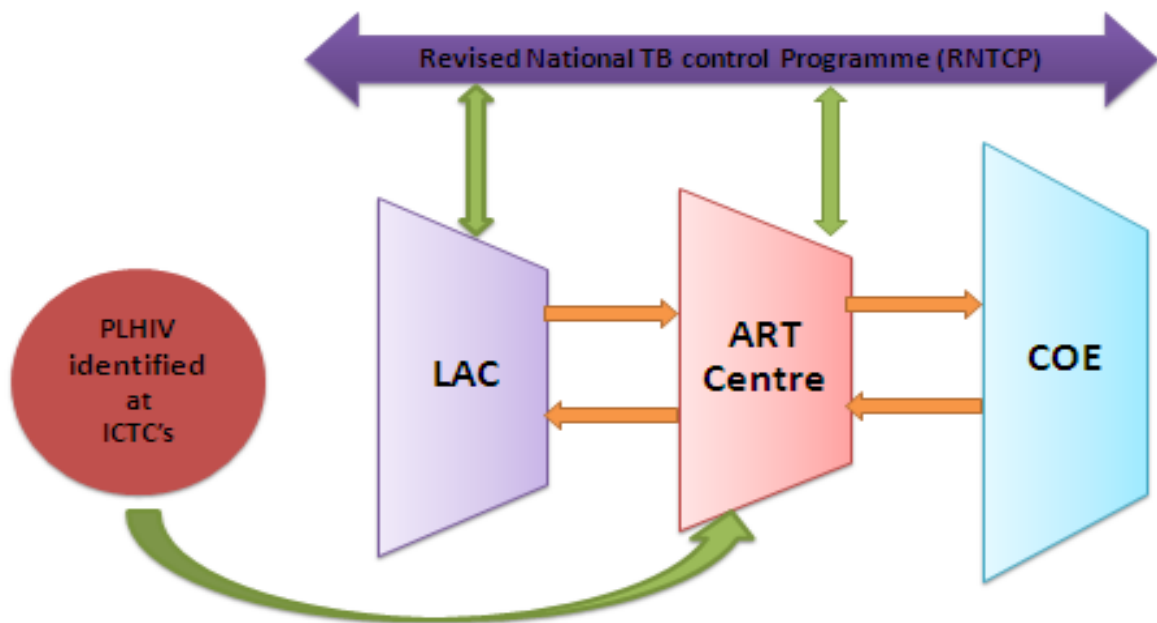 Revised National TB control Programme (RNTCP)
PLHIV
identified
at
ICTC's
LAC
ART
Centre
COE